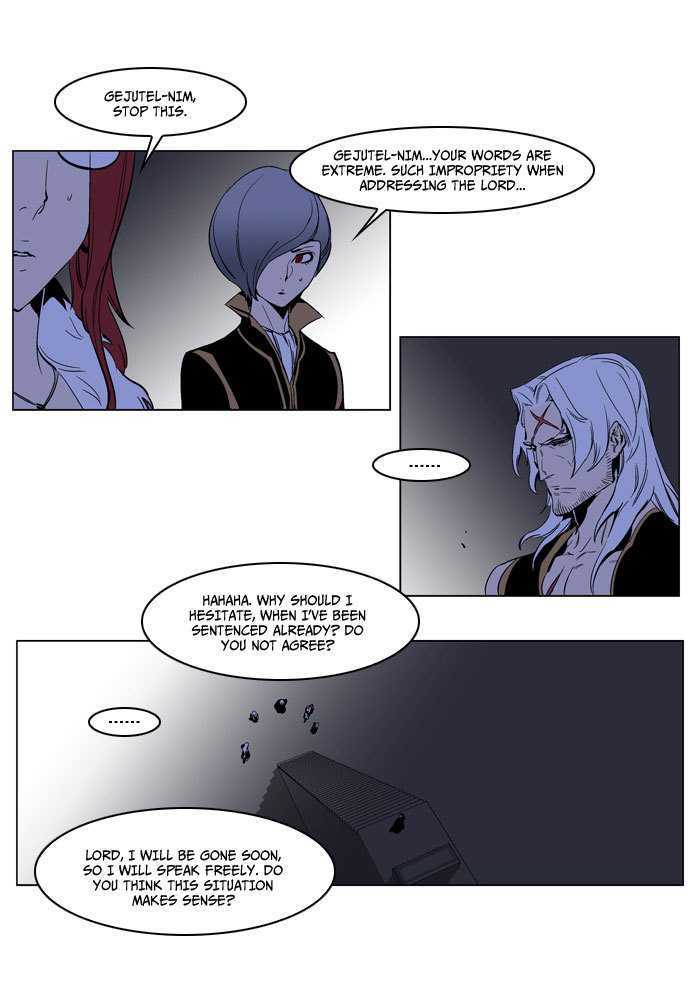 GEJUTEL-NIM,
STOP THIS.
GEJUTEL-NIM...YOUR WORDS ARE
EXTREME. SUCH IMPROPRIETY WHEN
ADDRESSING THE LORD...
......
HAHAHA. WHY SHOULD I
HESITATE, WHEN I'VE BEEN
SENTENCED ALREADY? DO
YOU NOT AGREE?
......
LORD, I WILL BE GONE SOON,
SO I WILL SPEAK FREELY. DO
YOU THINK THIS SITUATION
MAKES SENSE?